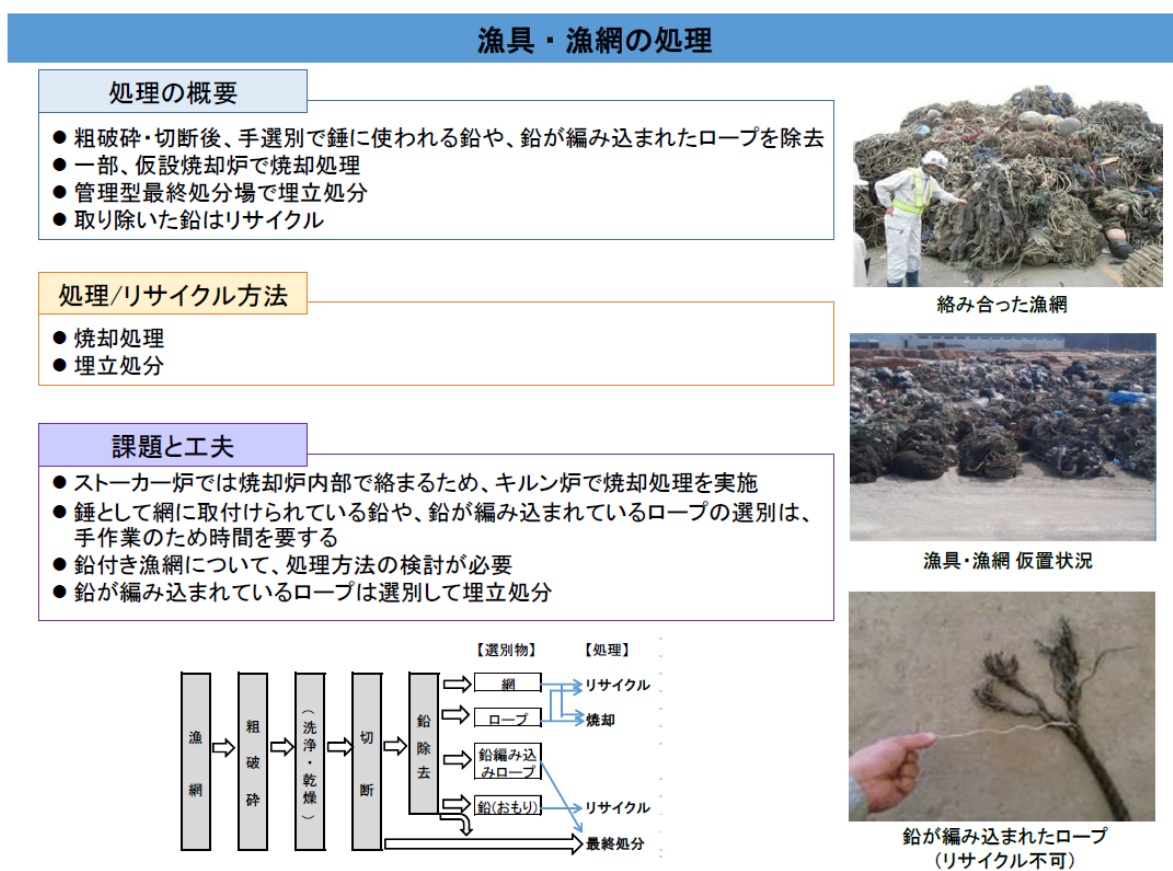 漁具・漁網の処理
処理の概要
● 粗破砕・切断後、手選別で錘に使われる鉛や、鉛が編み込まれたロープを除去
● 一部、仮設焼却炉で焼却処理
● 管理型最終処分場で埋立処分
● 取り除いた鉛はリサイクル
絡み合った漁網
処理/リサイクル方法
● 焼却処理
● 埋立処分
漁具・漁網 仮置状況
課題と工夫
● ストーカー炉では焼却炉内部で絡まるため、キルン炉で焼却処理を実施
● 錘として網に取付けられている鉛や、鉛が編み込まれているロープの選別は、
手作業のため時間を要する
● 鉛付き漁網について、処理方法の検討が必要
● 鉛が編み込まれているロープは選別して埋立処分
鉛が編み込まれたロープ
（リサイクル不可）
【選別物】
【処理】
漁網
粗破砕
（洗浄・乾燥）
切断
鉛除去
網
リサイクル
ロープ
焼却
鉛編み込
みロープ
鉛(おもり)
リサイクル
最終処分